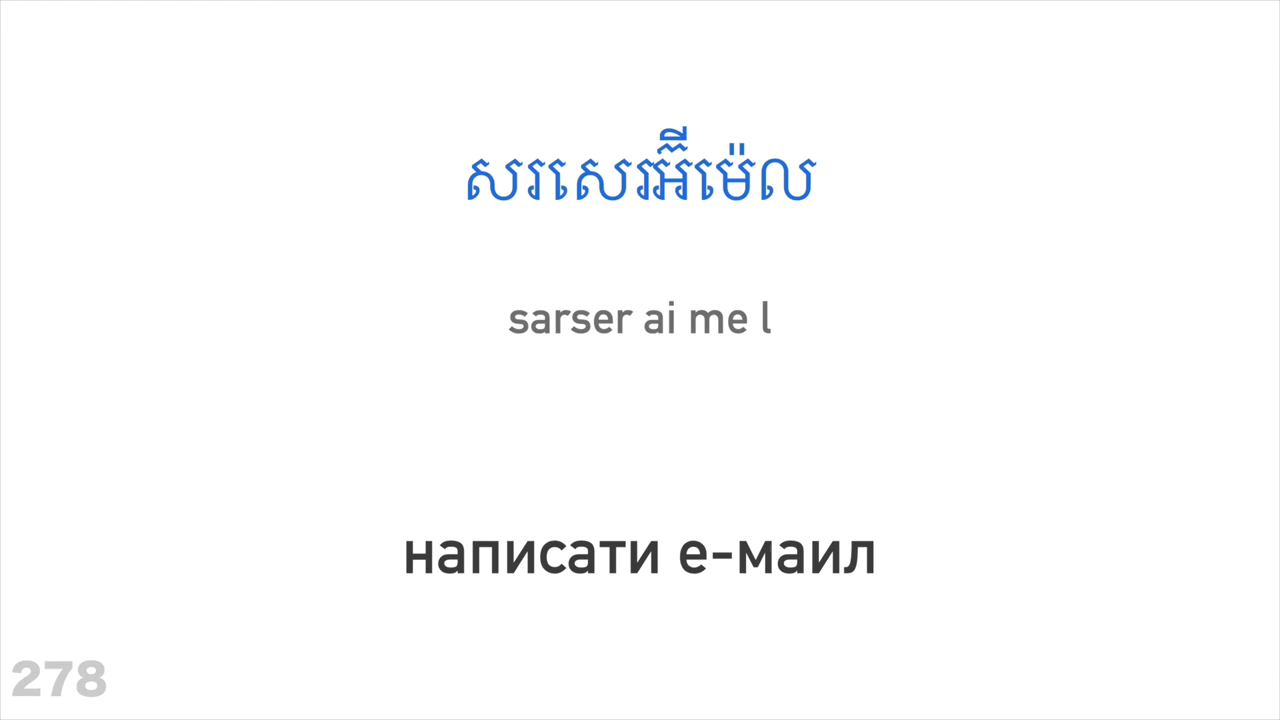 សរសេរអ៊ីម៉េល
sarser ai me l
написати е-маил
278